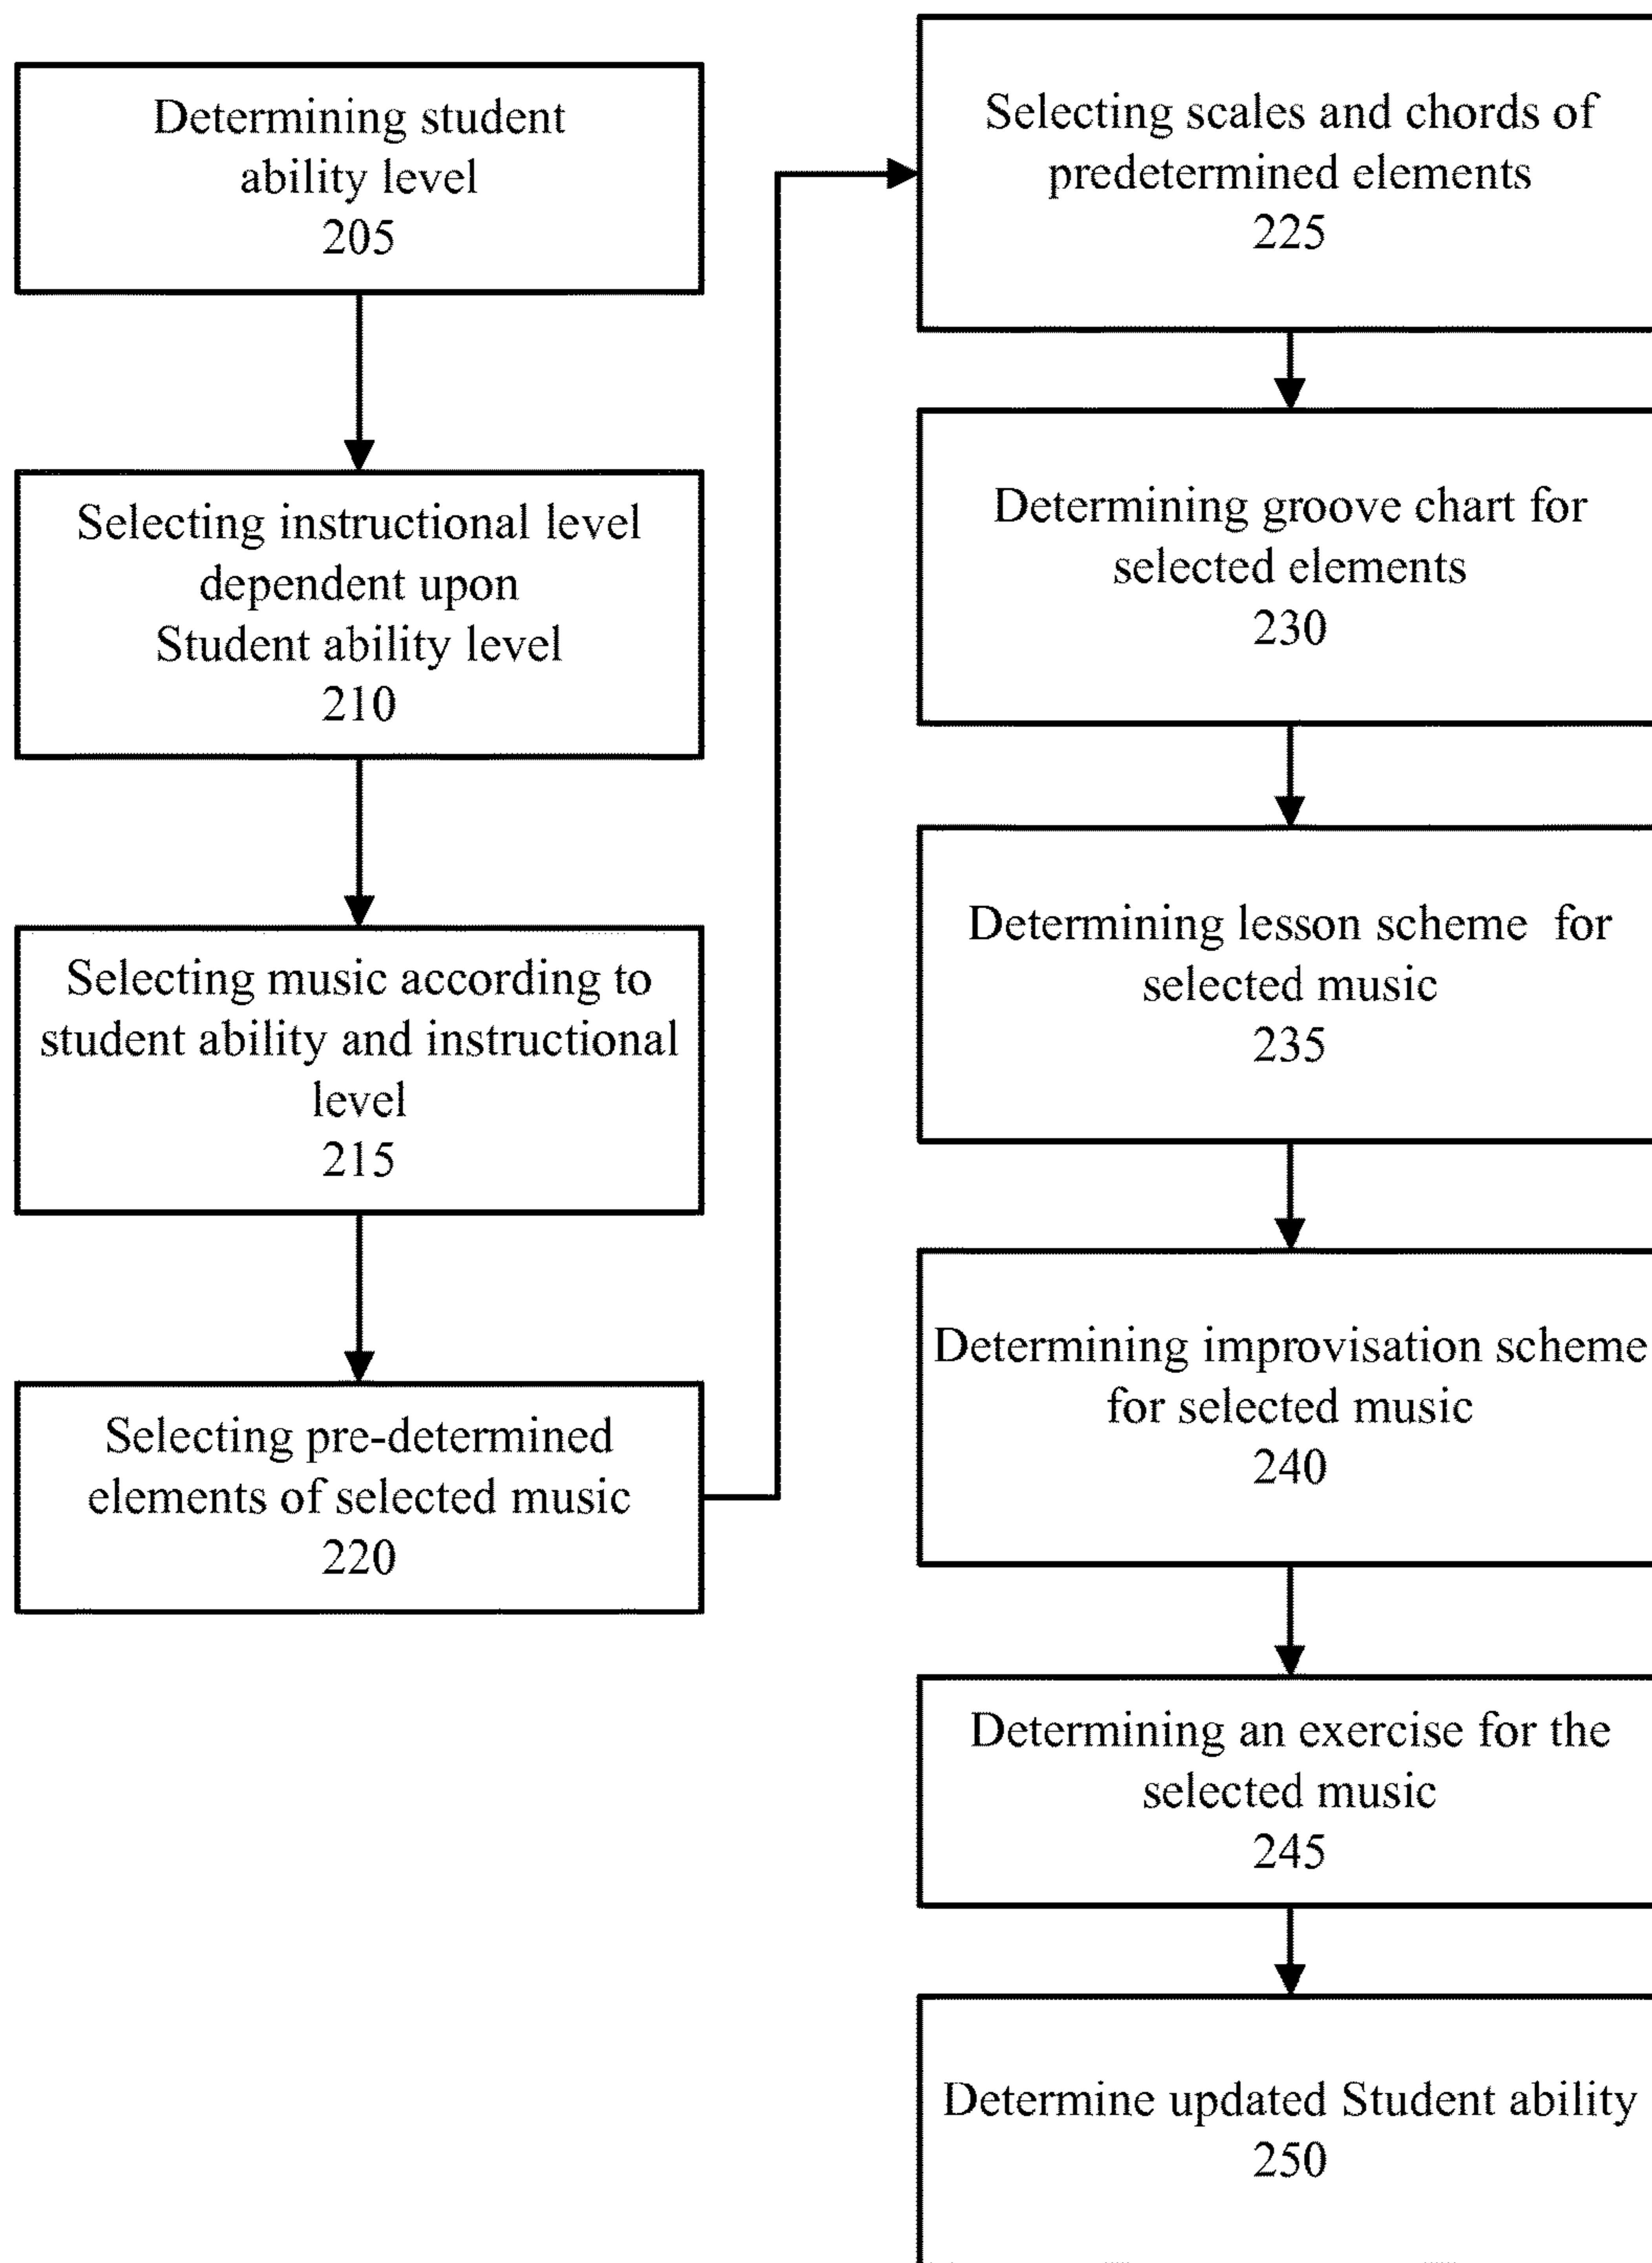 Determining student
ability level
205
Selecting instructional level
dependent upon
Student ability level
210
Selecting music according to
student ability and instructional
level
215
Selecting pre-determined
elements of selected music
220
Selecting scales and chords of
predetermined elements
225
Determining groove chart for
selected elements
230
Determining lesson scheme for
selected music
235
Determining improvisation scheme
for selected music
240
Determining an exercise for the
selected music
245
Determine updated Student ability
250